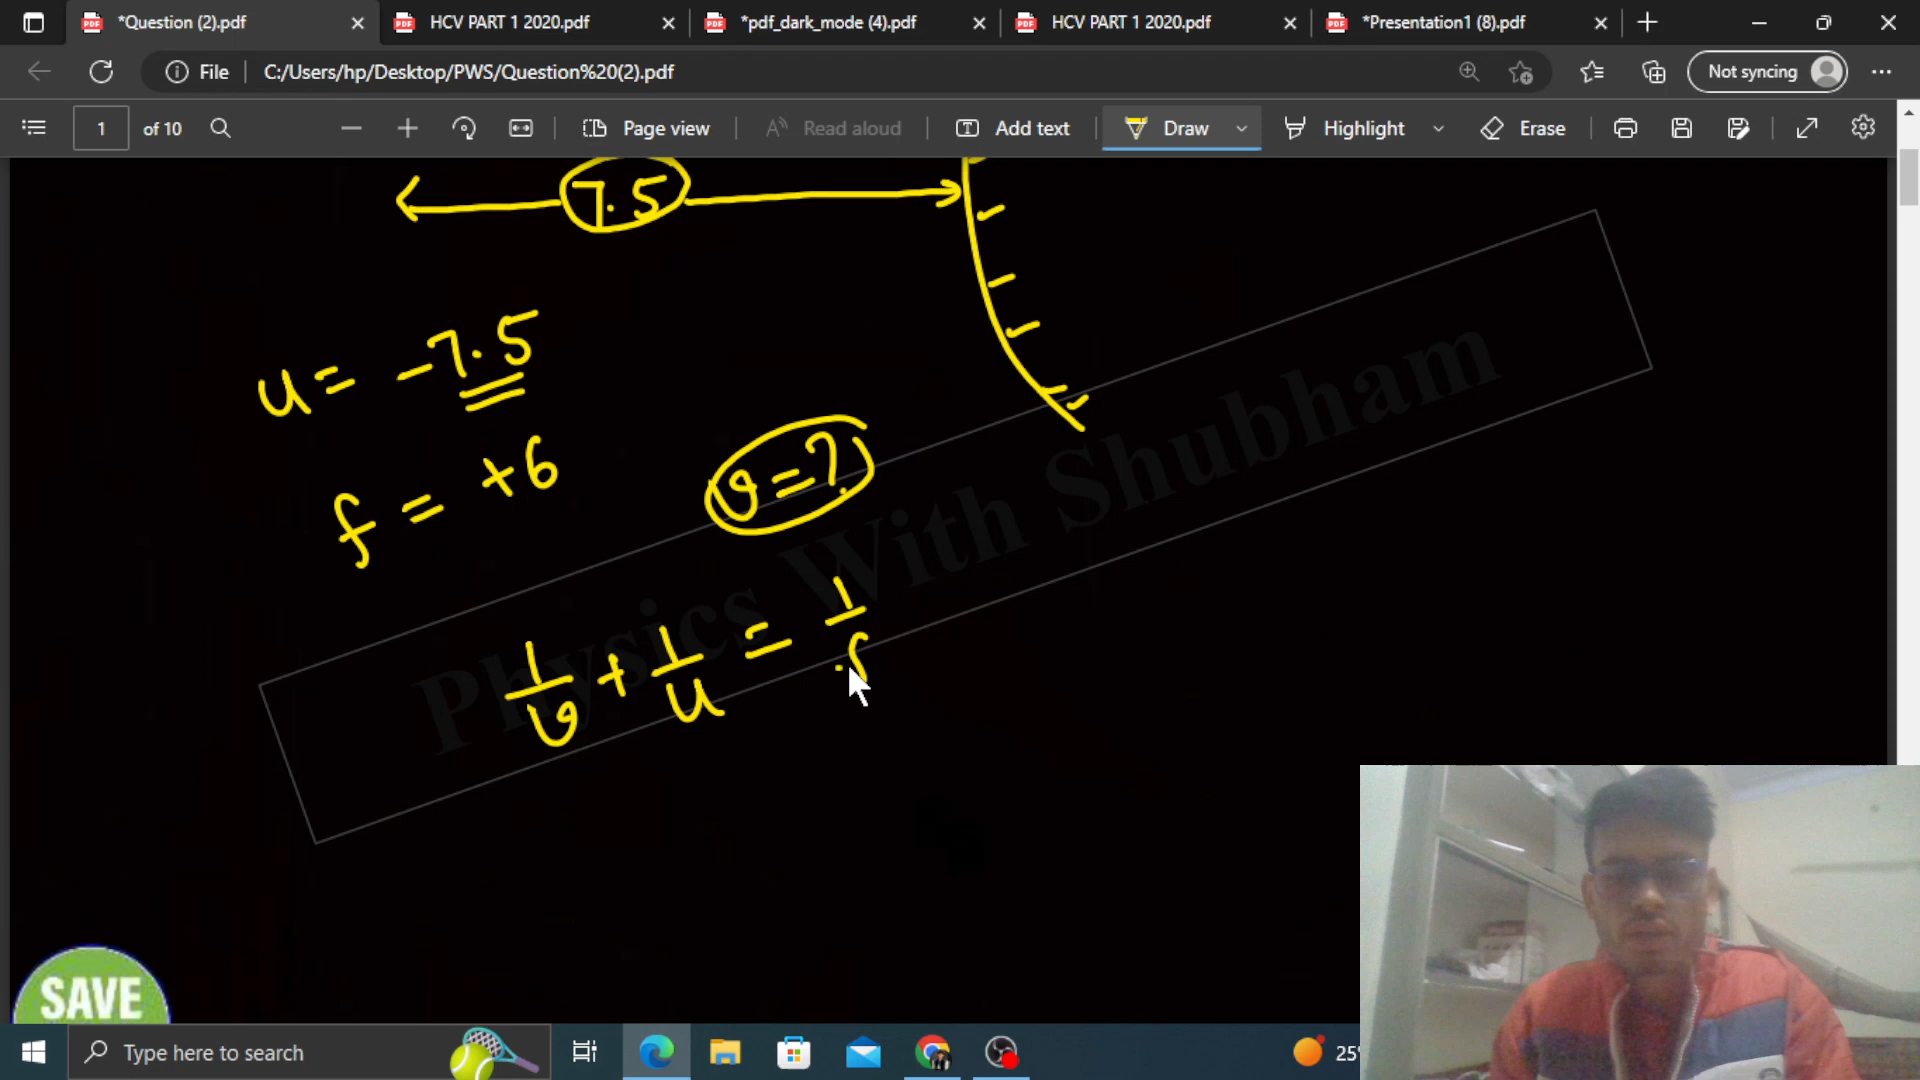 *Question (2).pdf
HCV PART 1 2020.pdf
*pdf_dark_mode (4).pdf
HCV PART 1 2020.pdf
*Presentation1 (8).pdf
File
C:/Users/hp/Desktop/PWS/Question%20(2).pdf
Not syncing
1
of 10
Page view
Read aloud
Add text
Draw
Highlight
Erase
7.5
u = -7.5
f = +6
v = ?
1/v + 1/u = 1/f
Physics With Shubham
SAVE
Type here to search
25°